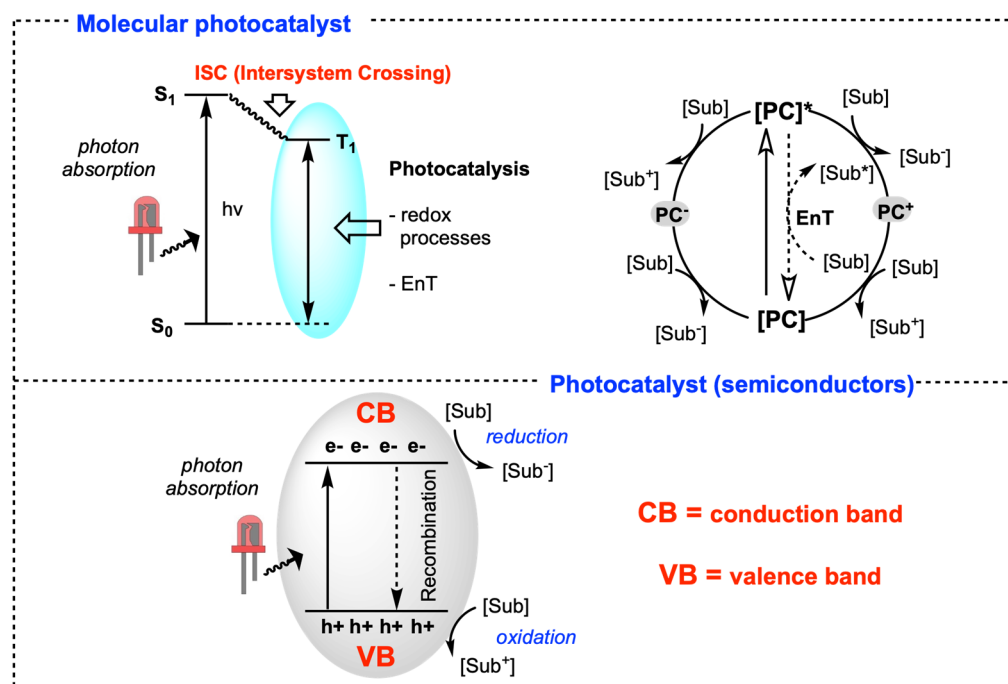 Molecular photocatalyst
ISC (Intersystem Crossing)
S1
T1
photon
absorption
hν
Photocatalysis
- redox
processes
- EnT
S0
[PC]*
[Sub]
[Sub]
[Sub+]
[Sub-]
[Sub*]
PC-
EnT
PC+
[Sub]
[Sub]
[Sub]
[Sub-]
[PC]
[Sub+]
Photocatalyst (semiconductors)
CB
[Sub]
e- e- e- e-
reduction
[Sub-]
photon
absorption
Recombination
CB = conduction band
VB = valence band
h+ h+ h+ h+
[Sub]
VB
oxidation
[Sub+]